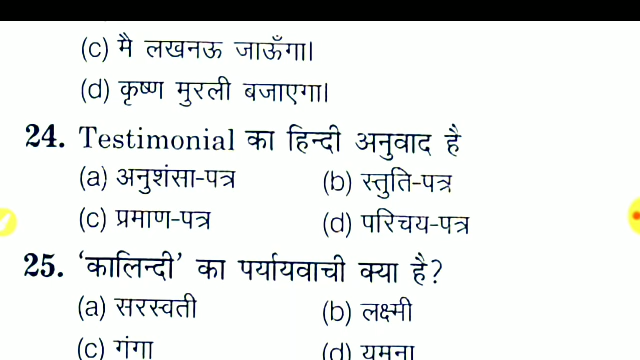 (c) मै लखनऊ जाऊँगा।
(d) कृष्ण मुरली बजाएगा।
24. Testimonial का हिन्दी अनुवाद है
(a) अनुशंसा-पत्र (b) स्तुति-पत्र
(c) प्रमाण-पत्र (d) परिचय-पत्र
25. ‘कालिन्दी’ का पर्यायवाची क्या है?
(a) सरस्वती (b) लक्ष्मी
(c) गंगा (d) यमुना